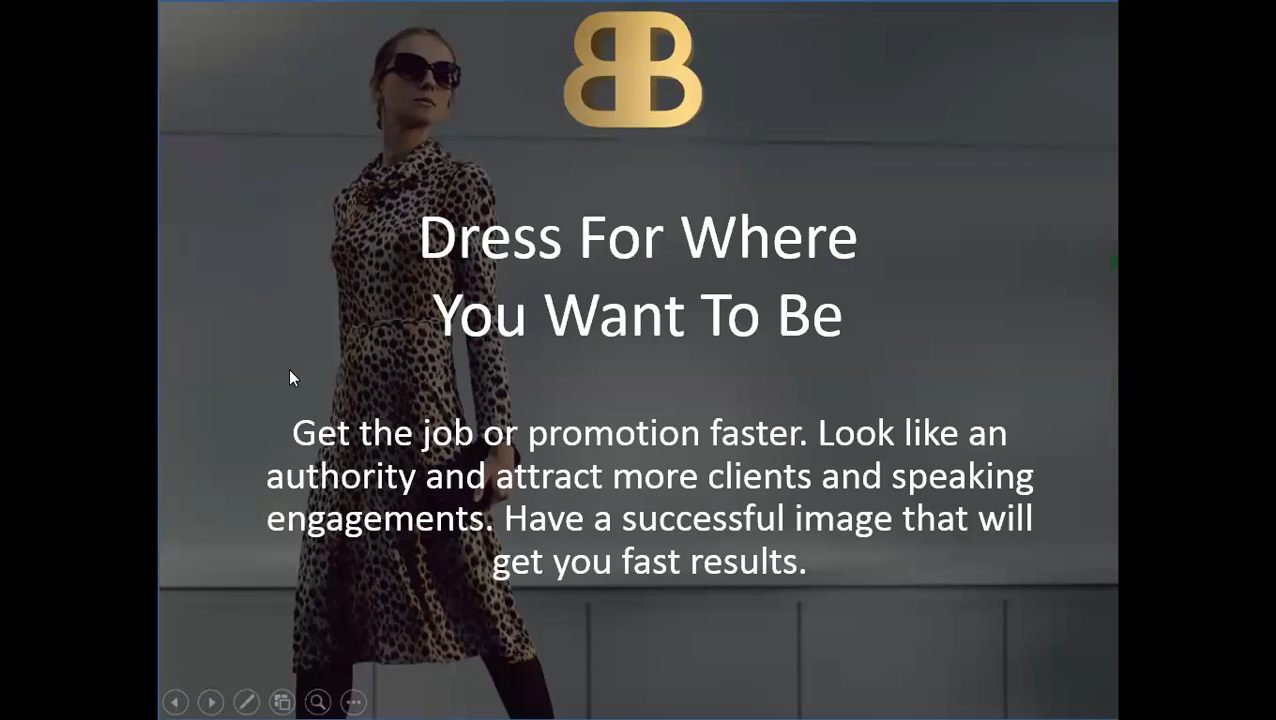 BB
Dress For Where
You Want To Be
Get the job or promotion faster. Look like an
authority and attract more clients and speaking
engagements. Have a successful image that will
get you fast results.